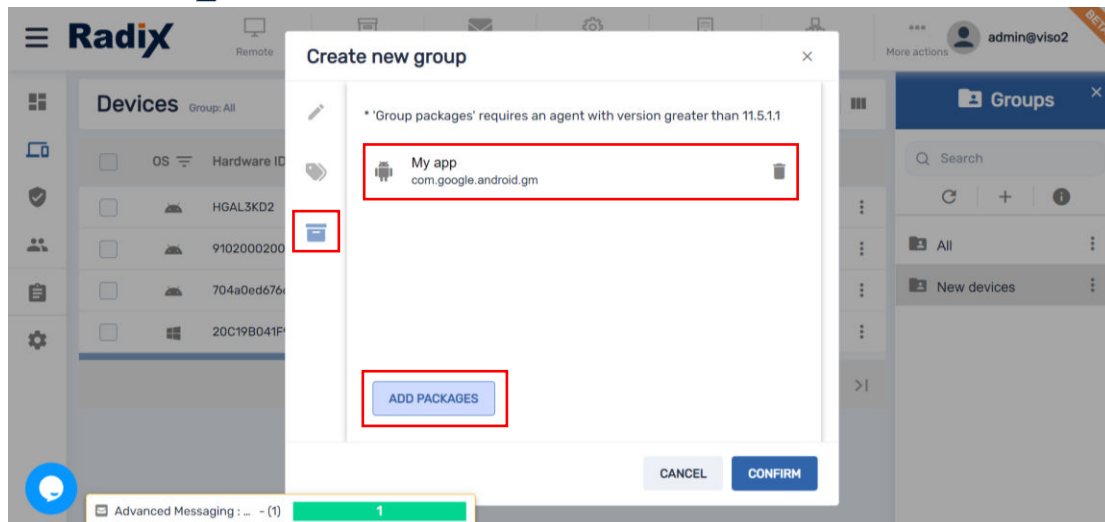 RadiX
Remote
More actions
admin@viso2
BETA
Create new group
Devices Group: All
OS
Hardware ID
HGAL3KD2
9102000200
704a0ed676
20C19B041F
* 'Group packages' requires an agent with version greater than 11.5.1.1
My app
com.google.android.gm
ADD PACKAGES
CANCEL
CONFIRM
Groups
Search
All
New devices
Advanced Messaging : ... - (1)
1